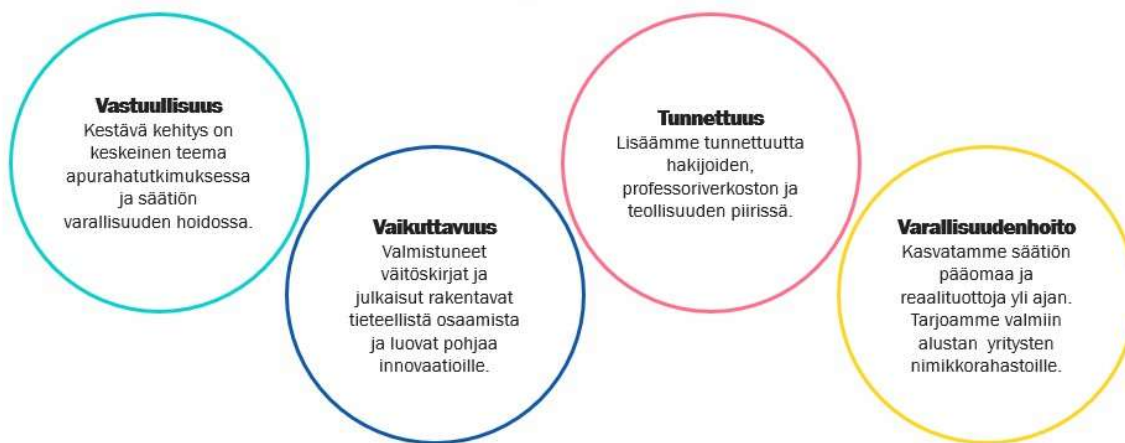 Vastuullisuus
Kestävä kehitys on
keskeinen teema
apurahatutkimuksessa
ja säätiön
varallisuuden hoidossa.
Vaikuttavuus
Valmistuneet
väitöskirjat ja
julkaisut rakentavat
tieteellistä osaamista
ja luovat pohjaa
innovaatioille.
Tunnettuus
Lisäämme tunnettuutta
hakijoiden,
professoriverkoston ja
teollisuuden piirissä.
Varallisuudenhoito
Kasvatamme säätiön
pääomaa ja
reaalituottoja yli ajan.
Tarjoamme valmiin
alustan yritysten
nimikkorahastoille.